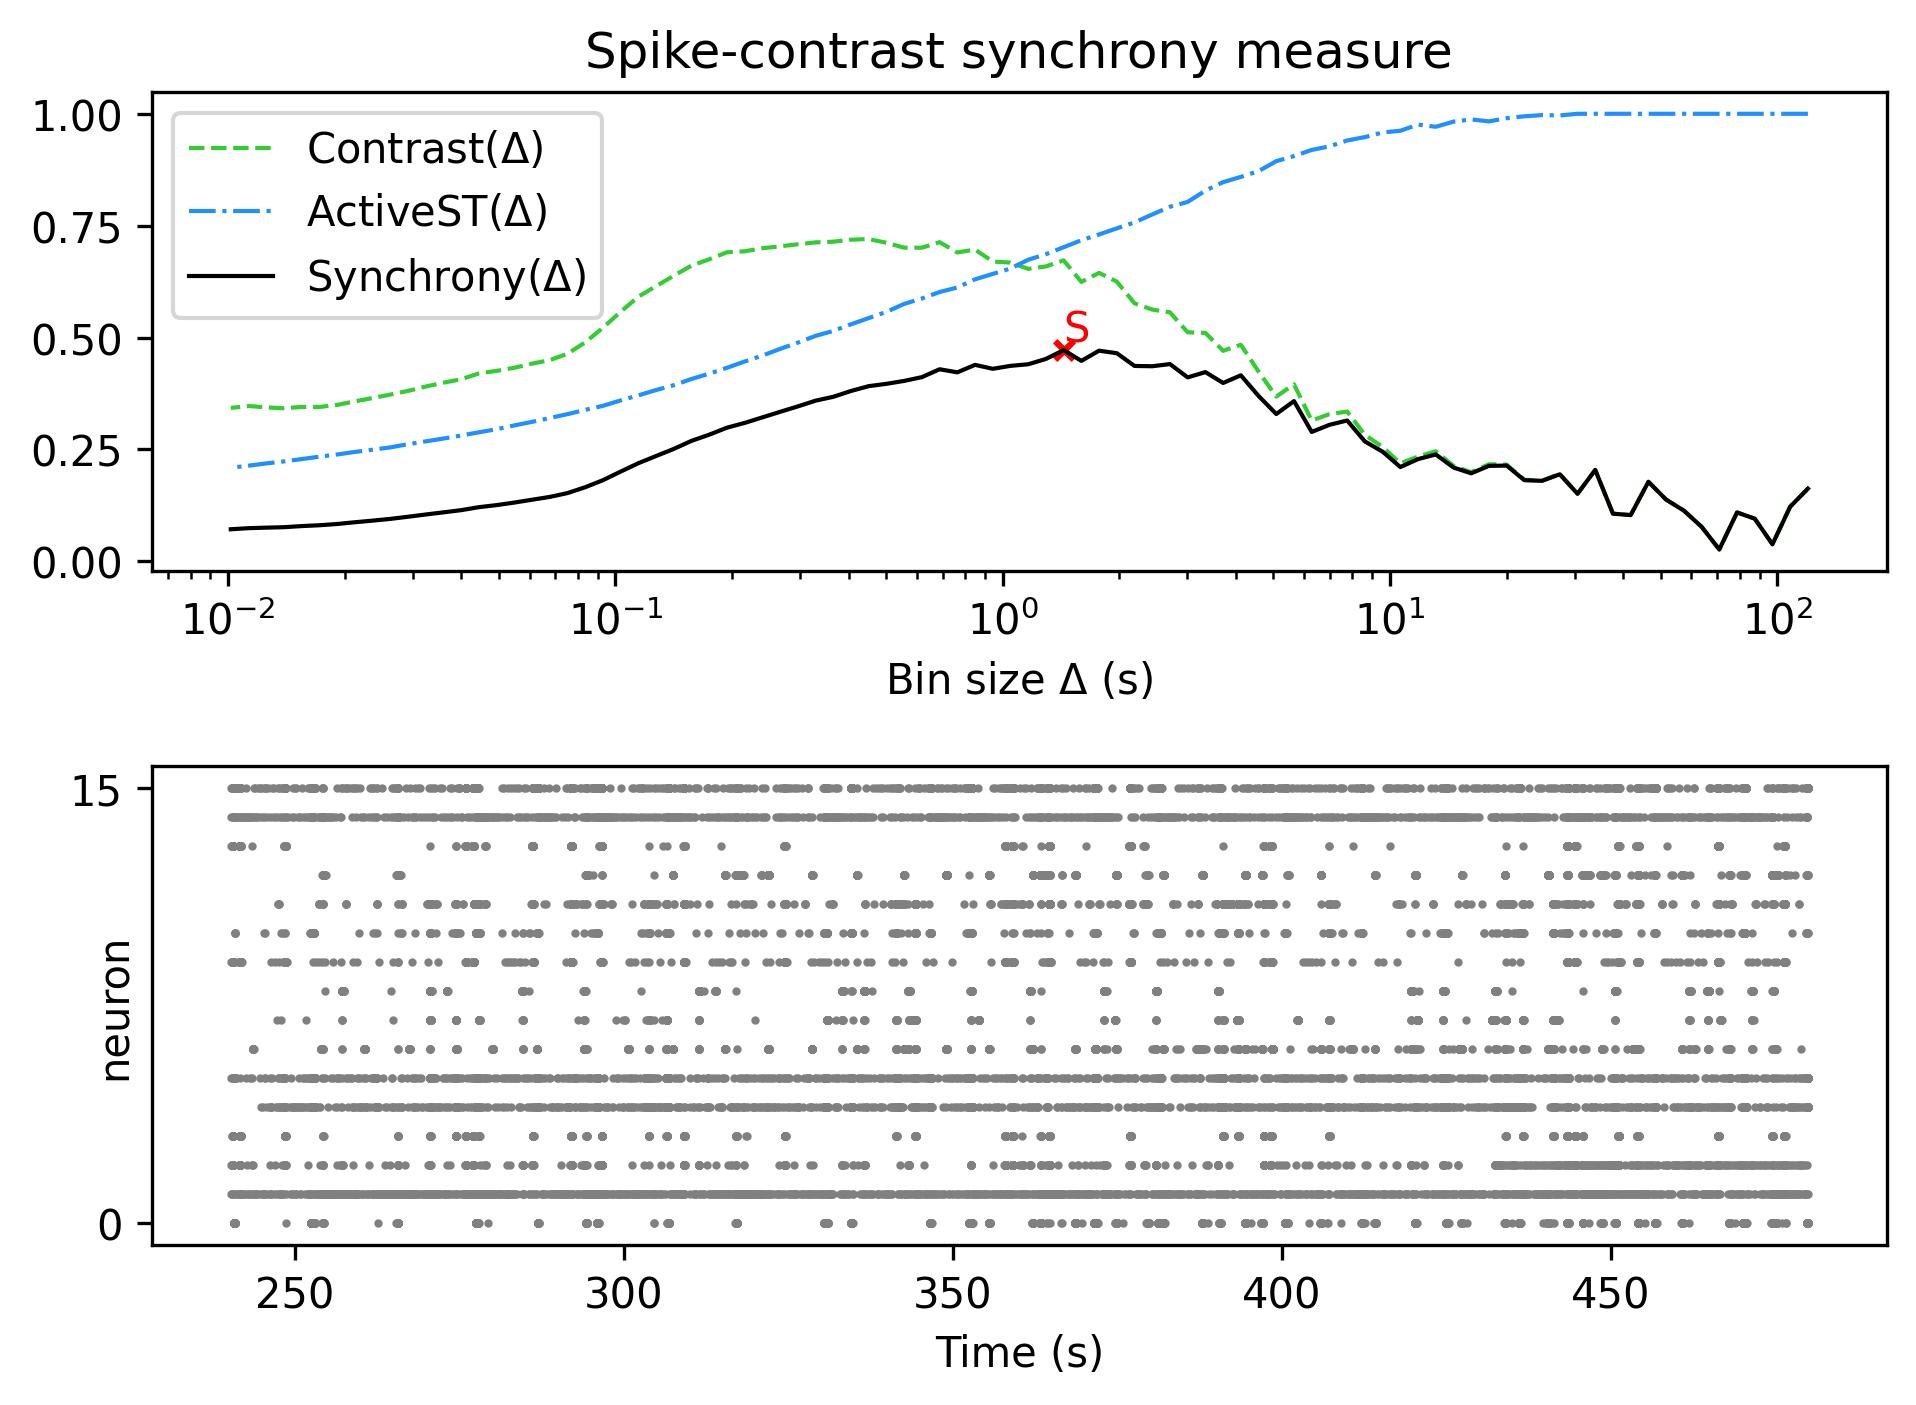 Spike-contrast synchrony measure
1.00
0.75
0.50
0.25
0.00
Contrast(Δ)
ActiveST(Δ)
Synchrony(Δ)
S
10⁻² 10⁻¹ 10⁰ 10¹ 10²
Bin size Δ (s)
15
0
neuron
250 300 350 400 450
Time (s)